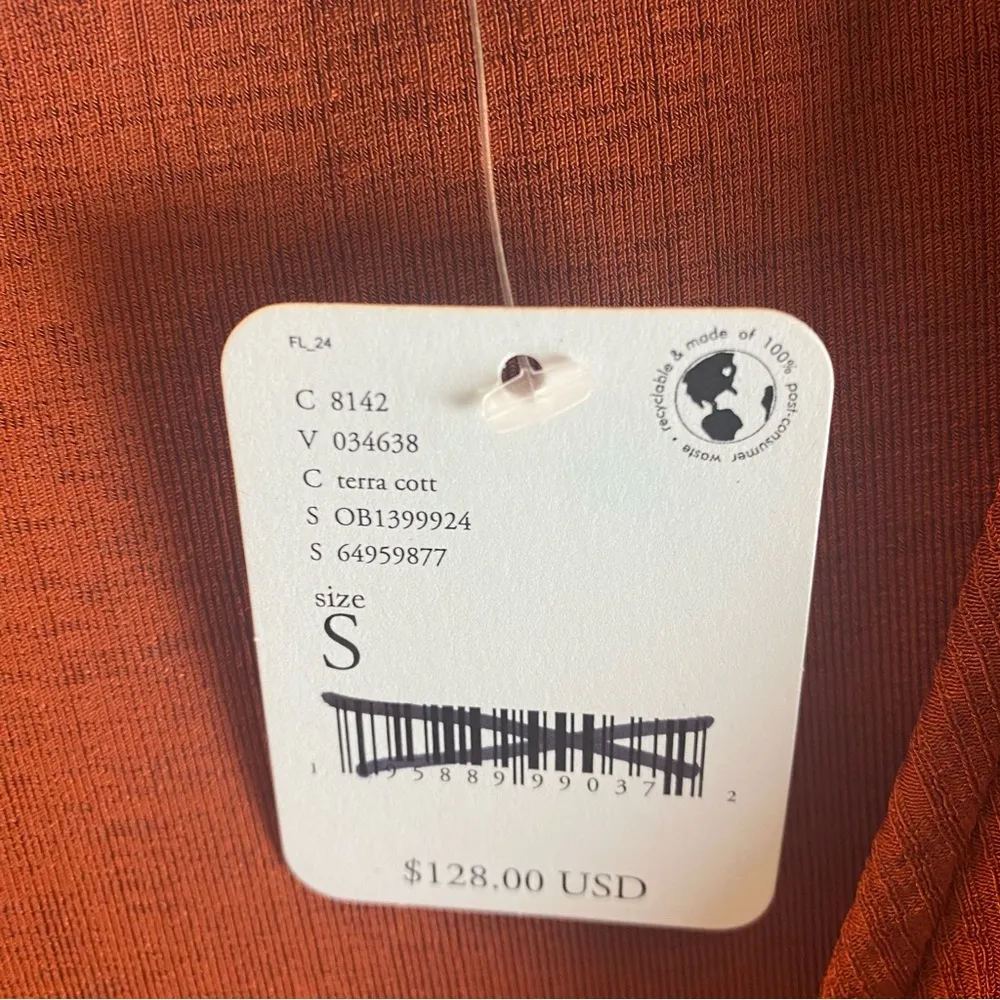 FL_24
recyclable & made of 100% post-consumer waste •
C 8142
V 034638
C terra cott
S OB1399924
S 64959877
size
S
1 95889 99037 2
$128.00 USD